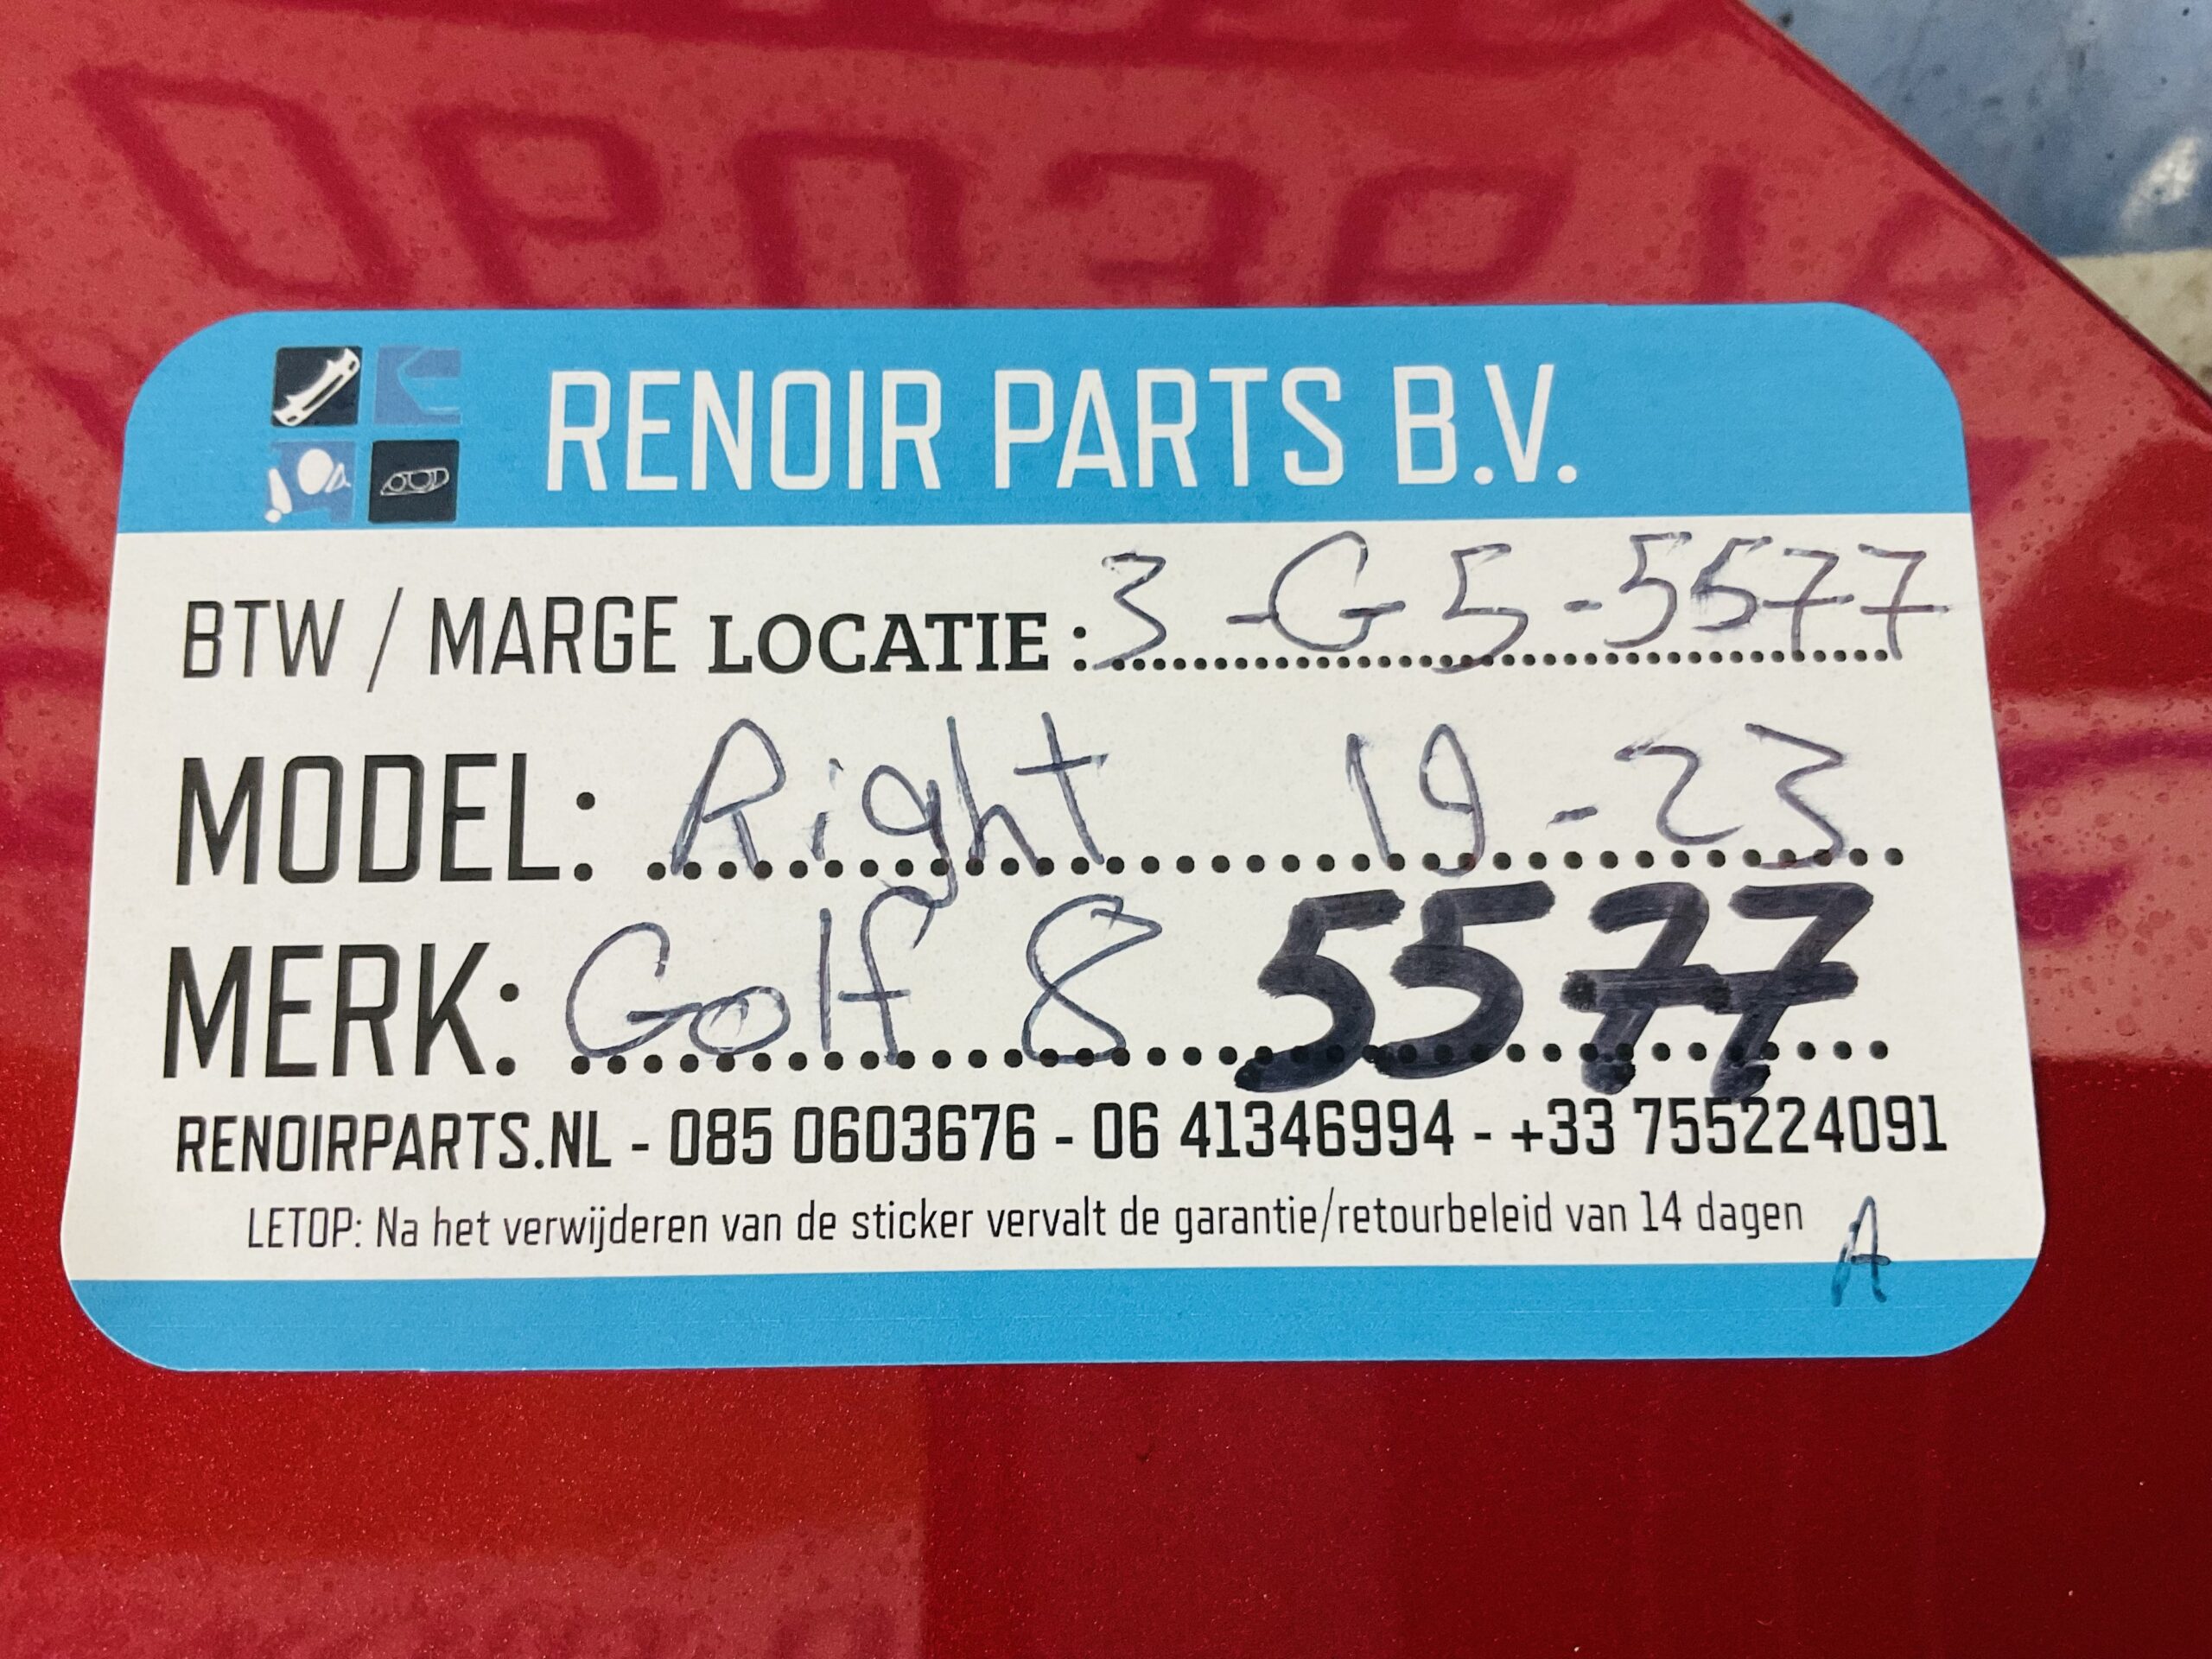 RENOIR PARTS B.V.
BTW / MARGE LOCATIE : 3-G5-5577
MODEL: Right 19-23
MERK: Golf 8 5577
RENOIRPARTS.NL - 085 0603676 - 06 41346994 - +33 755224091
LETOP: Na het verwijderen van de sticker vervalt de garantie/retourbeleid van 14 dagen
A